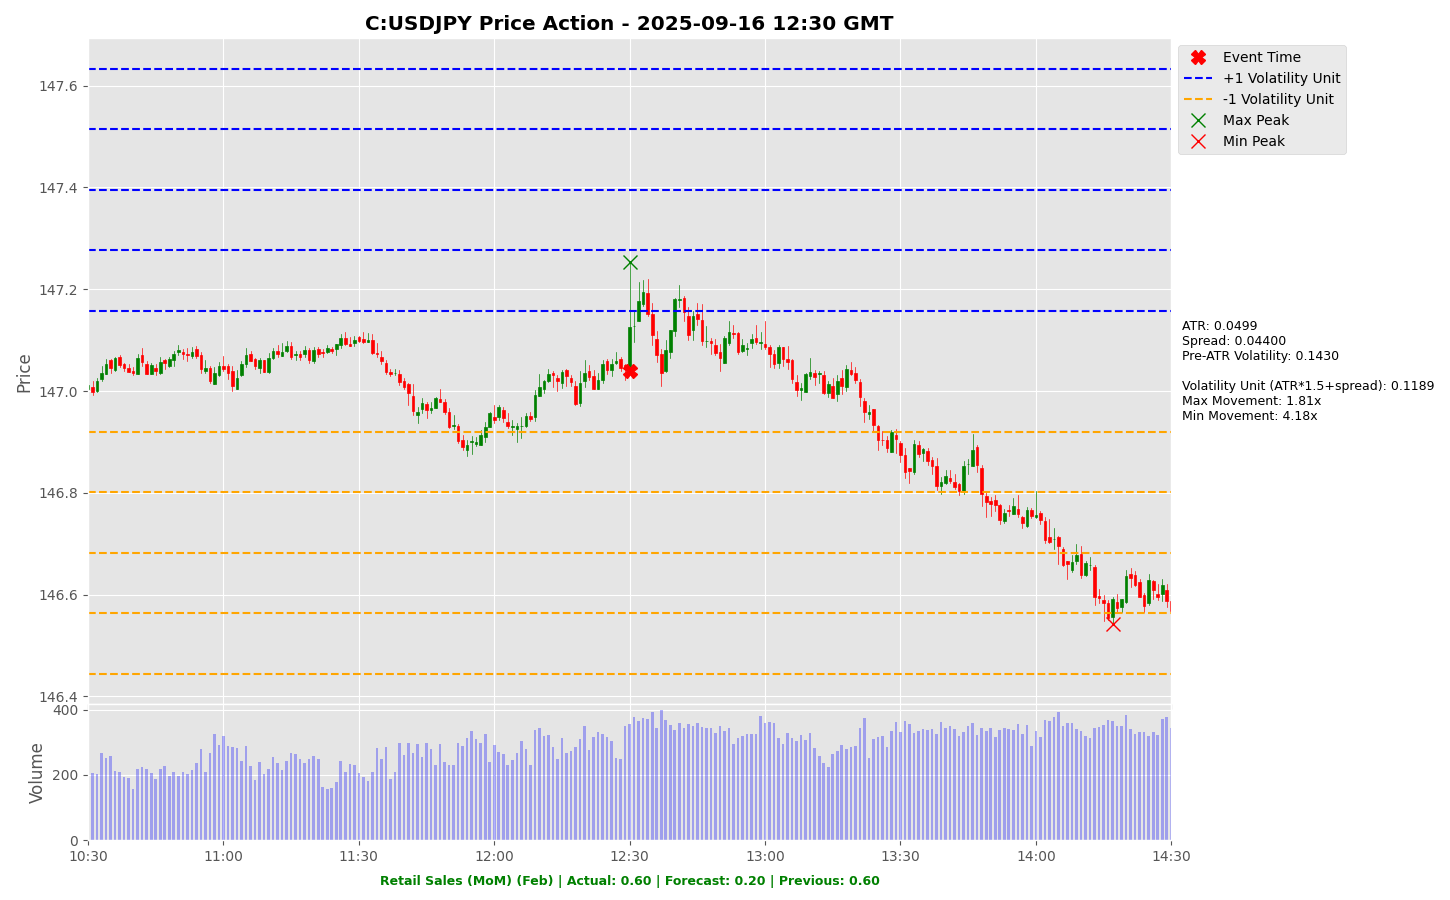 C:USDJPY Price Action - 2025-09-16 12:30 GMT
Event Time
+1 Volatility Unit
-1 Volatility Unit
Max Peak
Min Peak
147.6
147.4
147.2
147.0
146.8
146.6
146.4
Price
ATR: 0.0499
Spread: 0.04400
Pre-ATR Volatility: 0.1430
Volatility Unit (ATR*1.5+spread): 0.1189
Max Movement: 1.81x
Min Movement: 4.18x
400
200
0
Volume
10:30 11:00 11:30 12:00 12:30 13:00 13:30 14:00 14:30
Retail Sales (MoM) (Feb) | Actual: 0.60 | Forecast: 0.20 | Previous: 0.60